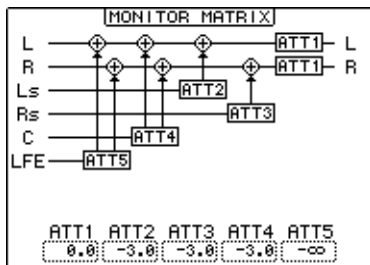 MONITOR MATRIX
L ATT1 L
R ATT1 R
Ls ATT2
Rs ATT3
C ATT4
LFE ATT5
ATT1 ATT2 ATT3 ATT4 ATT5
0.0 -3.0 -3.0 -3.0 -∞